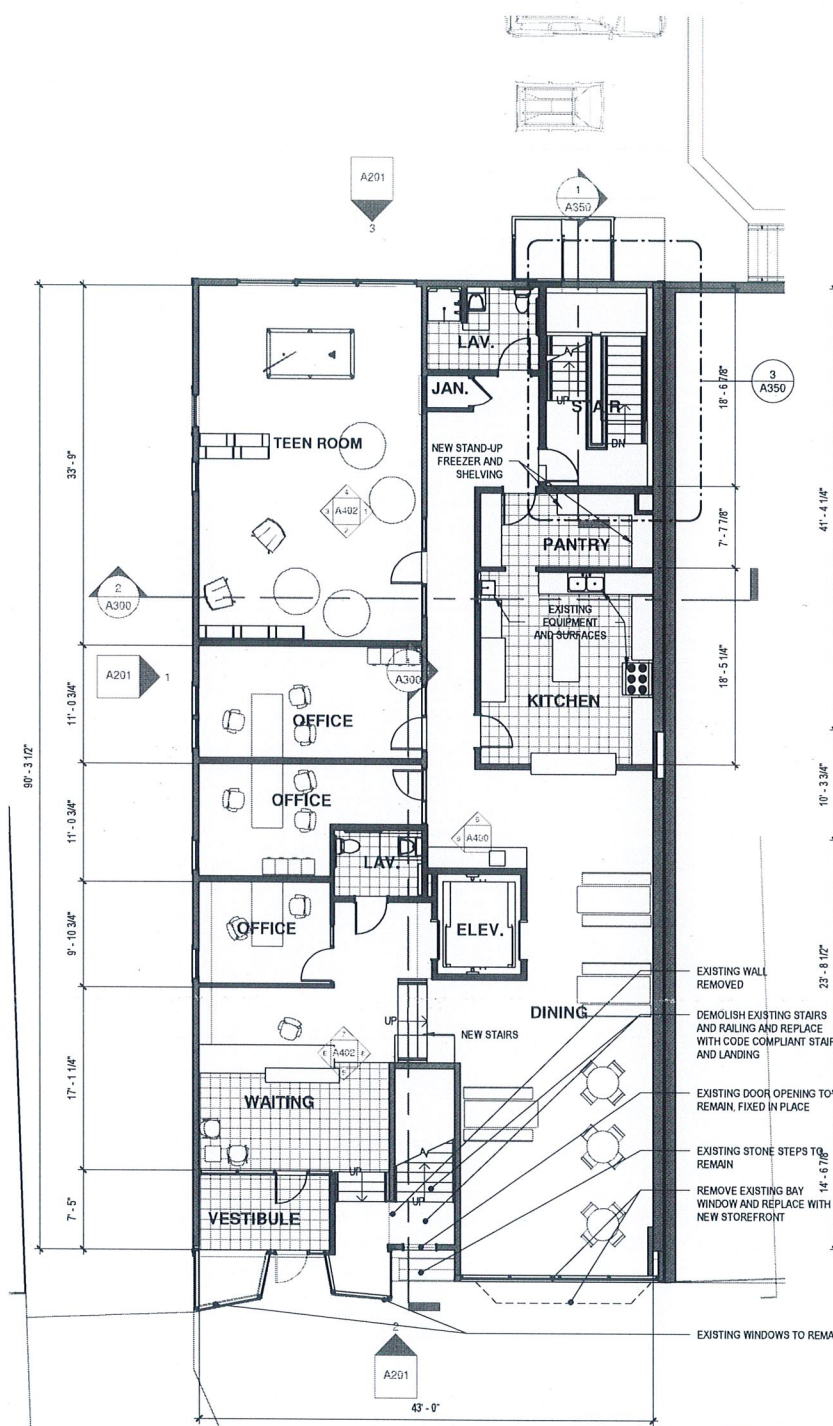 A201
3
1
A350
3
A350
LAV.
JAN.
UP
STAIR
DN
18' - 6 7/8"
33' - 9"
TEEN ROOM
NEW STAND-UP
FREEZER AND
SHELVING
4
3 A402 1
2
PANTRY
7' - 7 7/8"
41' - 4 1/4"
2
A300
EXISTING
EQUIPMENT
AND SURFACES
A201
1
A300
KITCHEN
18' - 5 1/4"
11' - 0 3/4"
OFFICE
90' - 3 1/2"
11' - 0 3/4"
OFFICE
10' - 3 3/4"
A400
LAV.
9' - 10 3/4"
OFFICE
ELEV.
23' - 8 1/2"
EXISTING WALL
REMOVED
DINING
UP
NEW STAIRS
DEMOLISH EXISTING STAIRS
AND RAILING AND REPLACE
WITH CODE COMPLIANT STAIR
AND LANDING
A402
17' - 1 1/4"
WAITING
EXISTING DOOR OPENING TO
REMAIN, FIXED IN PLACE
EXISTING STONE STEPS TO
REMAIN
14' - 6 7/8"
UP
UP
REMOVE EXISTING BAY
WINDOW AND REPLACE WITH
NEW STOREFRONT
7' - 5"
VESTIBULE
EXISTING WINDOWS TO REMA
2
A201
43' - 0"